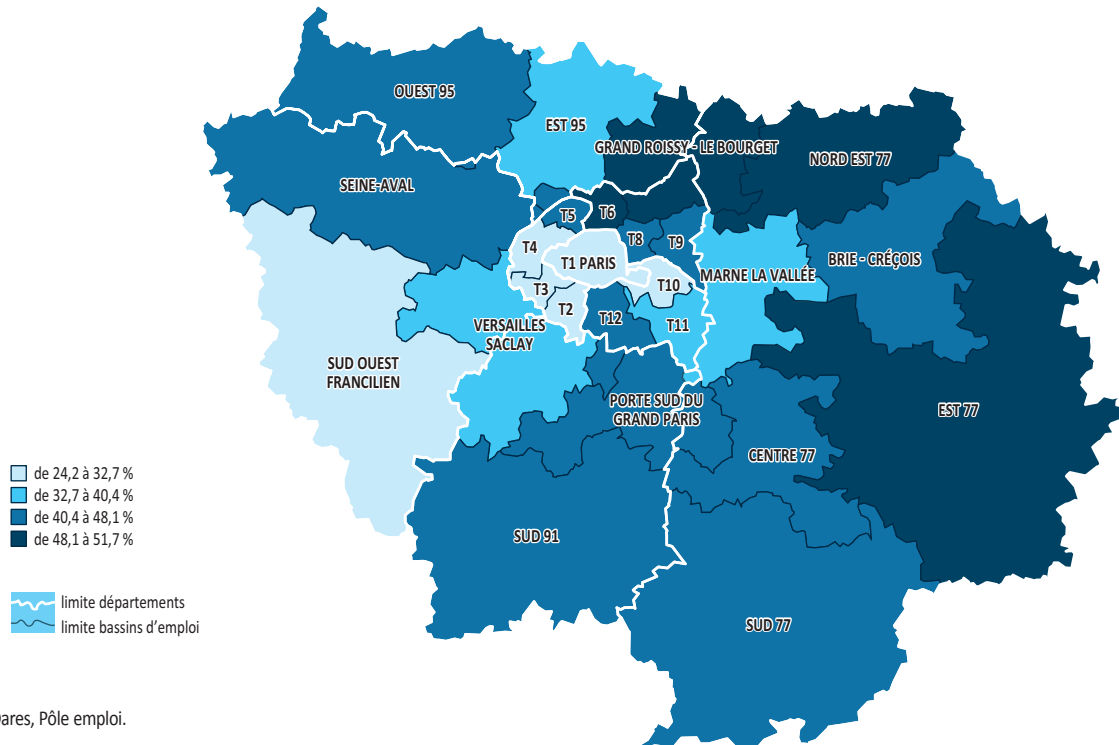 OUEST 95
EST 95
GRAND ROISSY - LE BOURGET
NORD EST 77
SEINE-AVAL
T5
T6
T4
T8
T9
T1 PARIS
BRIE - CRÉÇOIS
MARNE LA VALLÉE
T3
T10
T2
T12
T11
VERSAILLES
SACLAY
SUD OUEST
FRANCILIEN
PORTE SUD DU
GRAND PARIS
EST 77
CENTRE 77
de 24,2 à 32,7 %
de 32,7 à 40,4 %
de 40,4 à 48,1 %
de 48,1 à 51,7 %
SUD 91
limite départements
limite bassins d'emploi
SUD 77
ares, Pôle emploi.